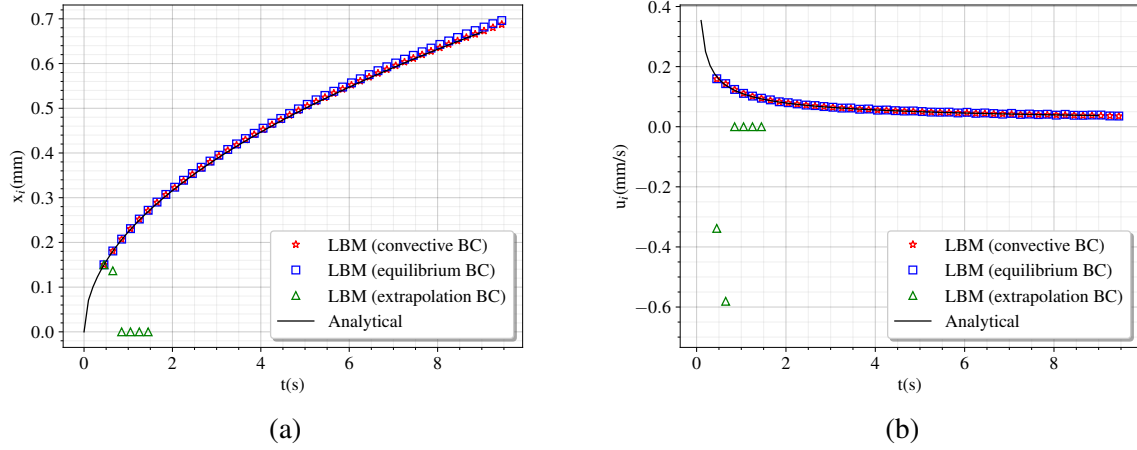 0.7
0.6
0.5
0.4
0.3
0.2
0.1
0.0
x_i(mm)
LBM (convective BC)
LBM (equilibrium BC)
LBM (extrapolation BC)
Analytical
0 2 4 6 8
t(s)
(a)
0.4
0.2
0.0
−0.2
−0.4
−0.6
u_i(mm/s)
LBM (convective BC)
LBM (equilibrium BC)
LBM (extrapolation BC)
Analytical
0 2 4 6 8
t(s)
(b)